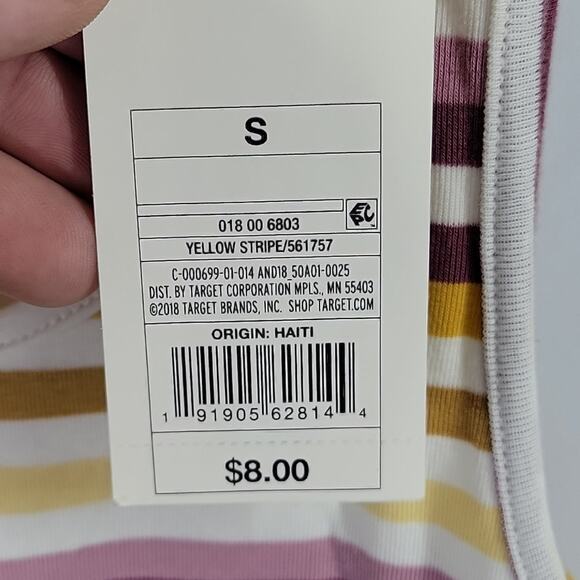 S
018 00 6803
YELLOW STRIPE/561757
C-000699-01-014 AND18_50A01-0025
DIST. BY TARGET CORPORATION MPLS., MN 55403
©2018 TARGET BRANDS, INC. SHOP TARGET.COM
ORIGIN: HAITI
1 91905 62814 4
$8.00